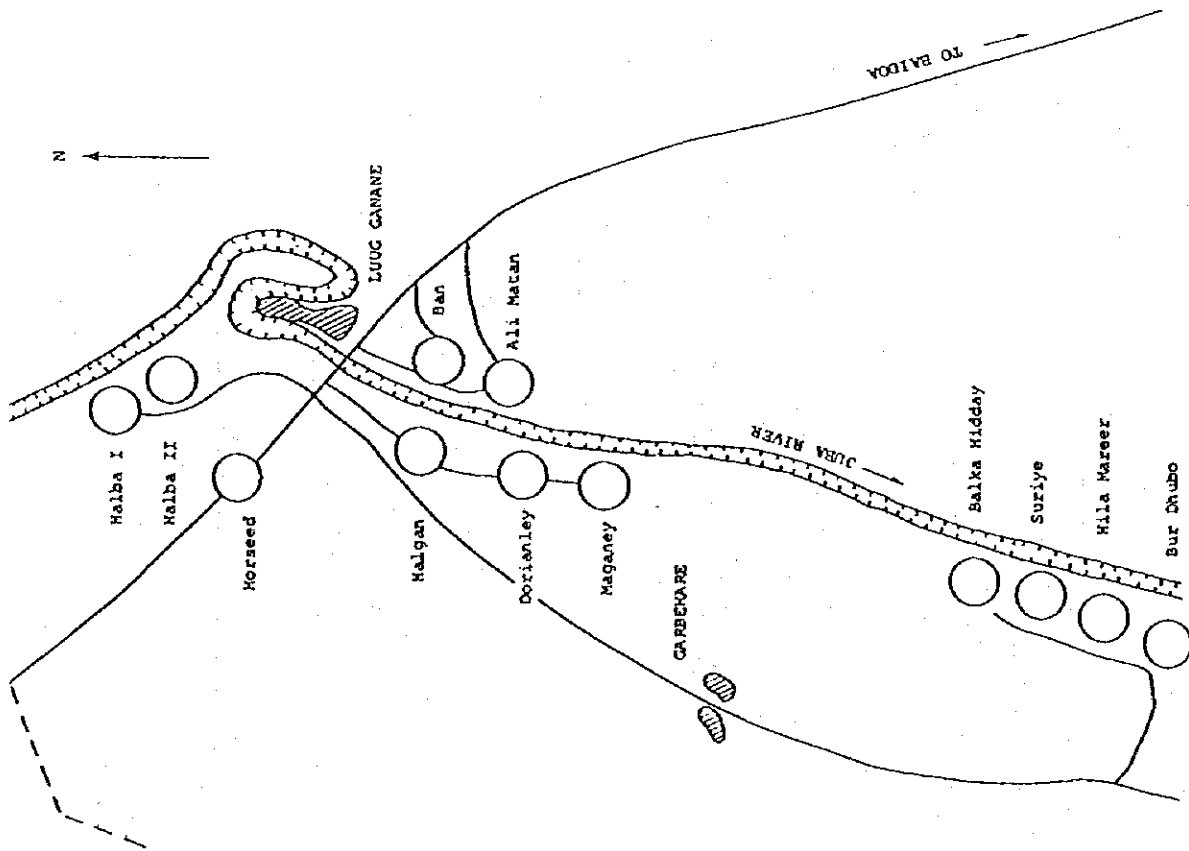 N
TO BAIDOA
LUUG GANANE
Halba I
Halba II
Horseed
Ban
Ali Matan
Halgan
Dorianley
Maganey
JUBA RIVER
GARBEHARE
Balka Hidday
Suriye
Hila Mareer
Bur Dhubo